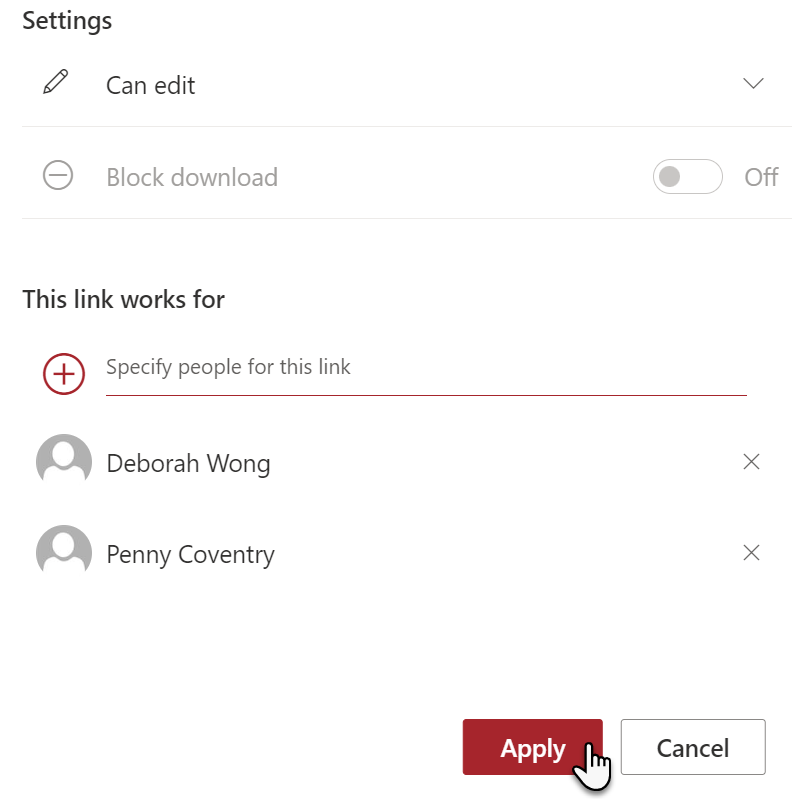 Settings
Can edit
Block download Off
This link works for
Specify people for this link
Deborah Wong
Penny Coventry
Apply Cancel